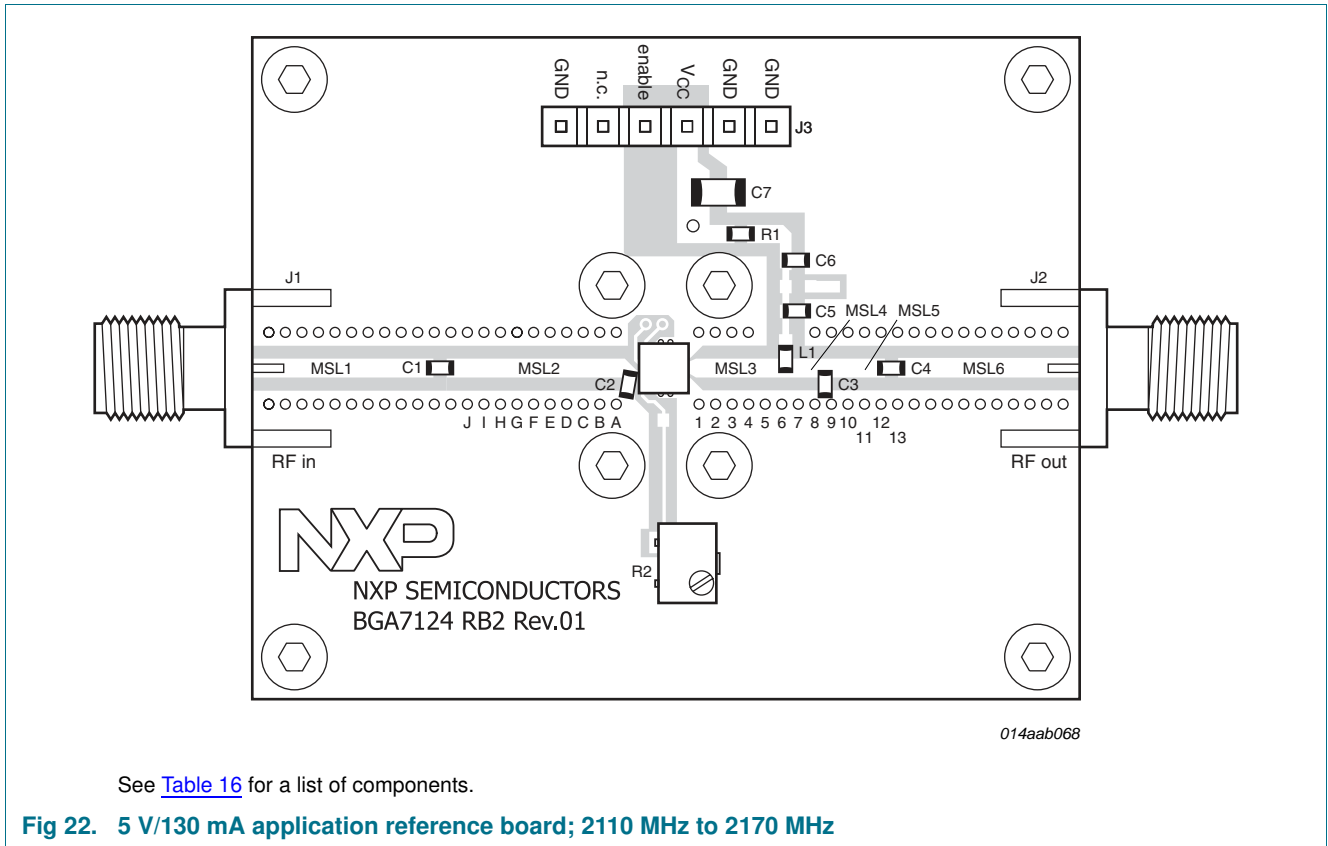 GND n.c. enable VCC GND GND
J3
C7
R1
J1
C6
J2
C5 MSL4 MSL5
MSL1 C1 MSL2 C2 MSL3 L1 C3 C4 MSL6
J I H G F E D C B A 1 2 3 4 5 6 7 8 9 10 12
11 13
RF in RF out
NXP
R2
NXP SEMICONDUCTORS
BGA7124 RB2 Rev.01
014aab068
See Table 16 for a list of components.
Fig 22. 5 V/130 mA application reference board; 2110 MHz to 2170 MHz